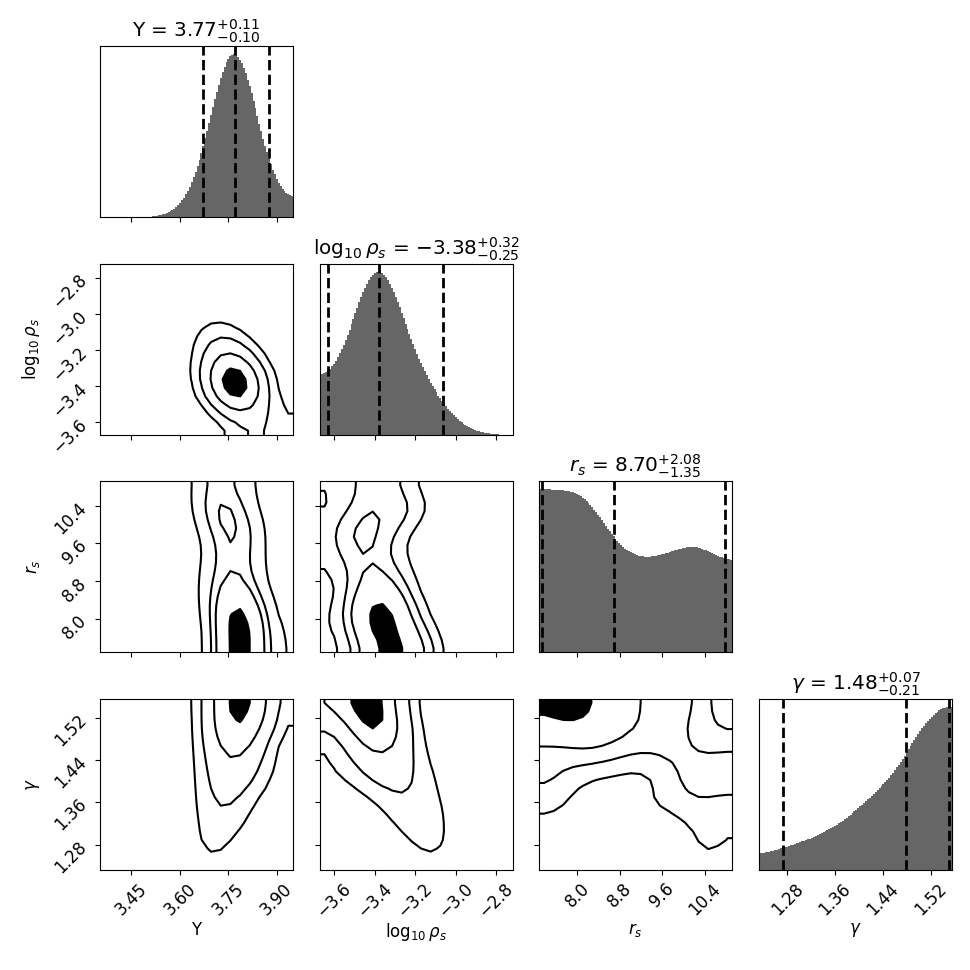 Y = 3.77^{+0.11}_{−0.10}
log₁₀ ρₛ = −3.38^{+0.32}_{−0.25}
log₁₀ ρₛ
−2.8
−3.0
−3.2
−3.4
−3.6
rₛ = 8.70^{+2.08}_{−1.35}
rₛ
10.4
9.6
8.8
8.0
γ = 1.48^{+0.07}_{−0.21}
γ
1.52
1.44
1.36
1.28
3.45 3.60 3.75 3.90
−3.6 −3.4 −3.2 −3.0 −2.8
8.0 8.8 9.6 10.4
1.28 1.36 1.44 1.52
Y
log₁₀ ρₛ
rₛ
γ